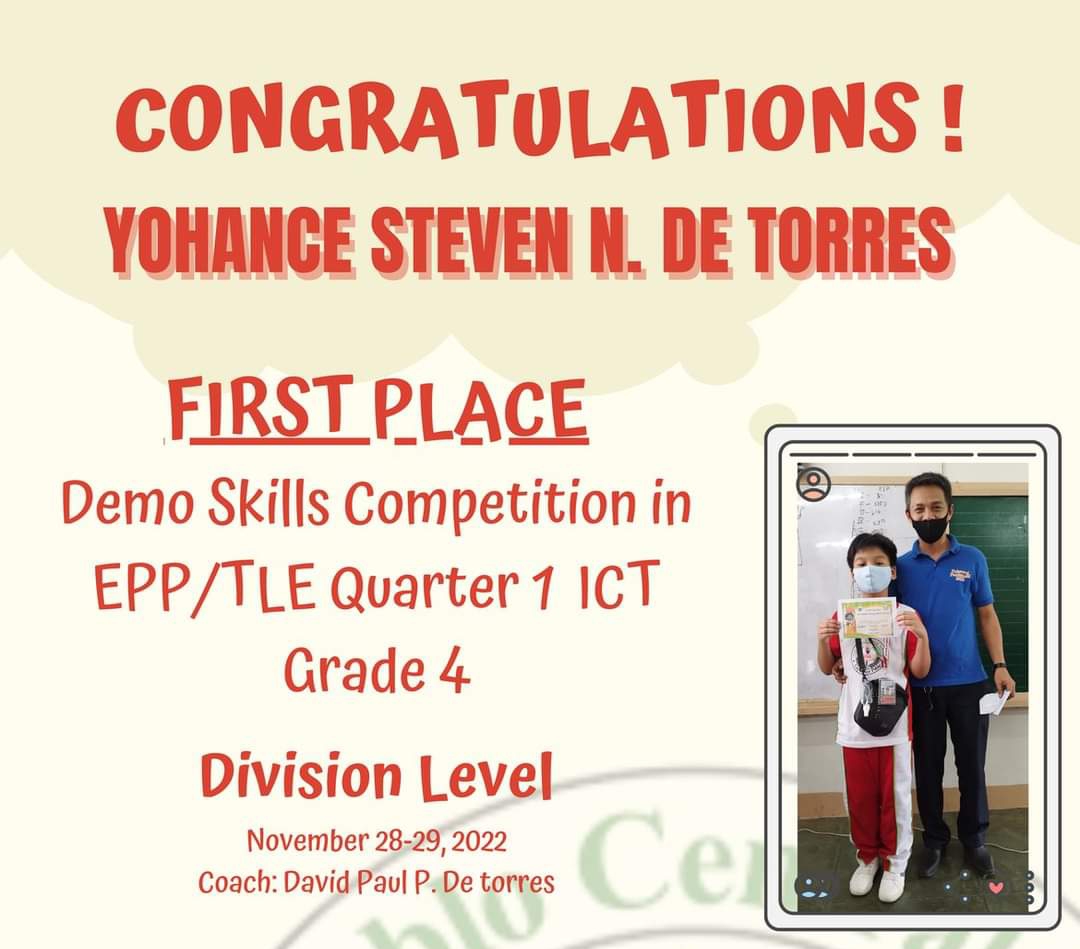 CONGRATULATIONS !
YOHANCE STEVEN N. DE TORRES
FIRST PLACE
Demo Skills Competition in
EPP/TLE Quarter 1 ICT
Grade 4
Division Level
November 28-29, 2022
Coach: David Paul P. De torres